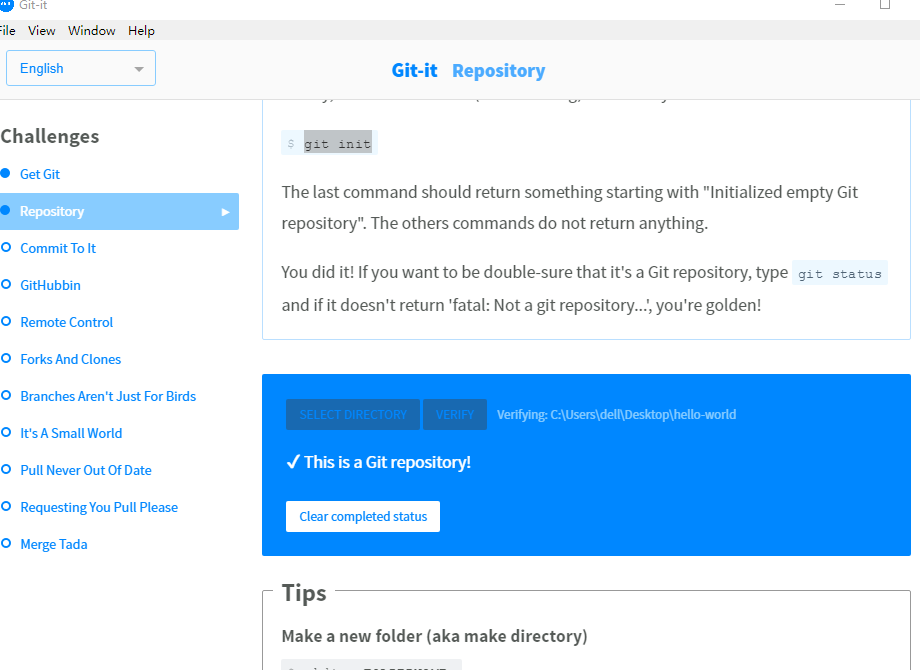 Git-it
File View Window Help
English
Git-it Repository
Challenges
Get Git
Repository
Commit To It
GitHubbin
Remote Control
Forks And Clones
Branches Aren't Just For Birds
It's A Small World
Pull Never Out Of Date
Requesting You Pull Please
Merge Tada
$ git init
The last command should return something starting with "Initialized empty Git
repository". The others commands do not return anything.
You did it! If you want to be double-sure that it's a Git repository, type git status
and if it doesn't return 'fatal: Not a git repository...', you're golden!
SELECT DIRECTORY VERIFY Verifying: C:\Users\dell\Desktop\hello-world
✓ This is a Git repository!
Clear completed status
Tips
Make a new folder (aka make directory)